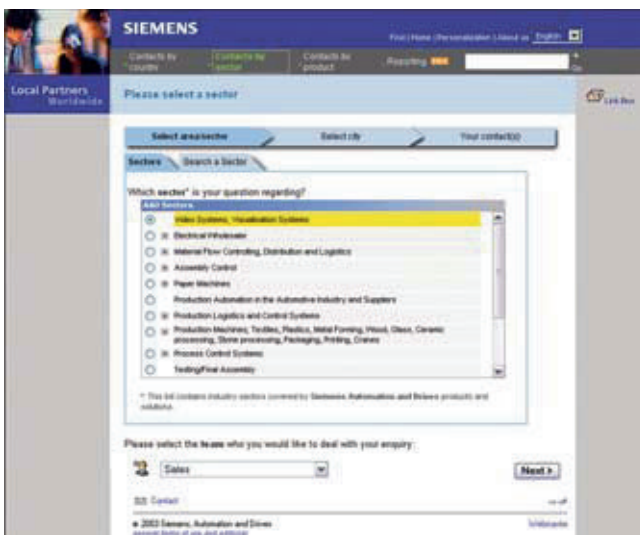 SIEMENS
Find | Home | Personalization | About us English
Contacts by country
Contacts by sector
Contacts by product
Reporting
Go
Local Partners
Worldwide
Please select a sector
Link Box
Select area/sector
Select city
Your contact(s)
Sectors
Search a Sector
Which sector* is your question regarding?
A&D Sectors
Video Systems, Visualisation Systems
Electrical Wholesaler
Material Flow Controlling, Distribution and Logistics
Assembly Control
Paper Machines
Production Automation in the Automotive Industry and Suppliers
Production Logistics and Control Systems
Production Machines, Textiles, Plastics, Metal Forming, Wood, Glass, Ceramic
processing, Stone processing, Packaging, Printing, Cranes
Process Control Systems
Testing/Final Assembly
* This list contains industry sectors covered by Siemens Automation and Drives products and
solutions.
Please select the team who you would like to deal with your enquiry:
Sales
Next >
Contact
© 2003 Siemens, Automation and Drives
Webmaster